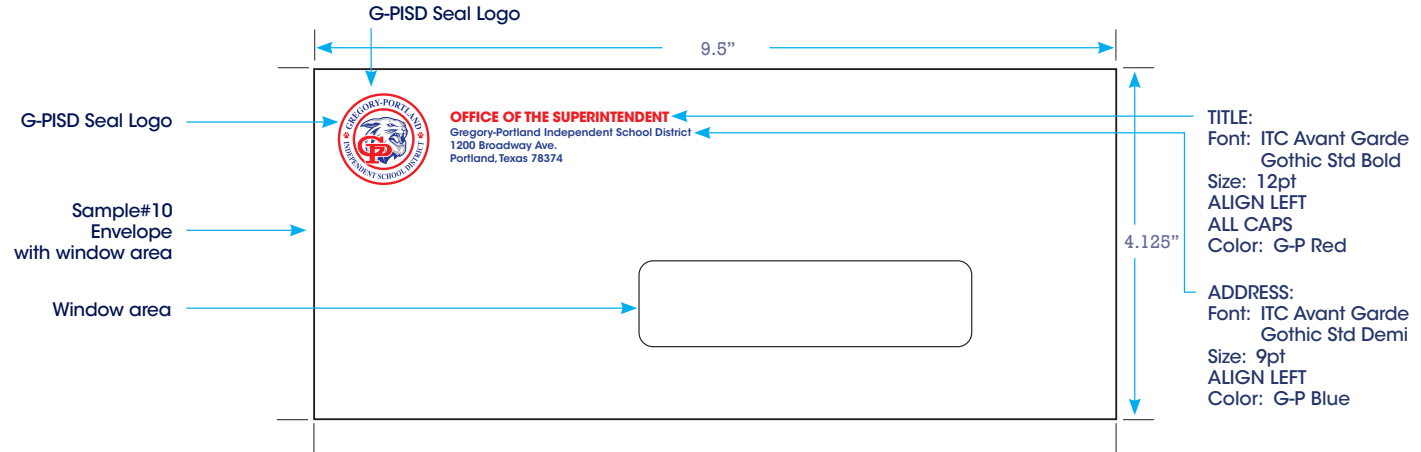 G-PISD Seal Logo
9.5”
G-PISD Seal Logo
GREGORY-PORTLAND
INDEPENDENT SCHOOL DISTRICT
GP
OFFICE OF THE SUPERINTENDENT
Gregory-Portland Independent School District
1200 Broadway Ave.
Portland, Texas 78374
Sample#10
Envelope
with window area
Window area
4.125”
TITLE:
Font: ITC Avant Garde
Gothic Std Bold
Size: 12pt
ALIGN LEFT
ALL CAPS
Color: G-P Red
ADDRESS:
Font: ITC Avant Garde
Gothic Std Demi
Size: 9pt
ALIGN LEFT
Color: G-P Blue